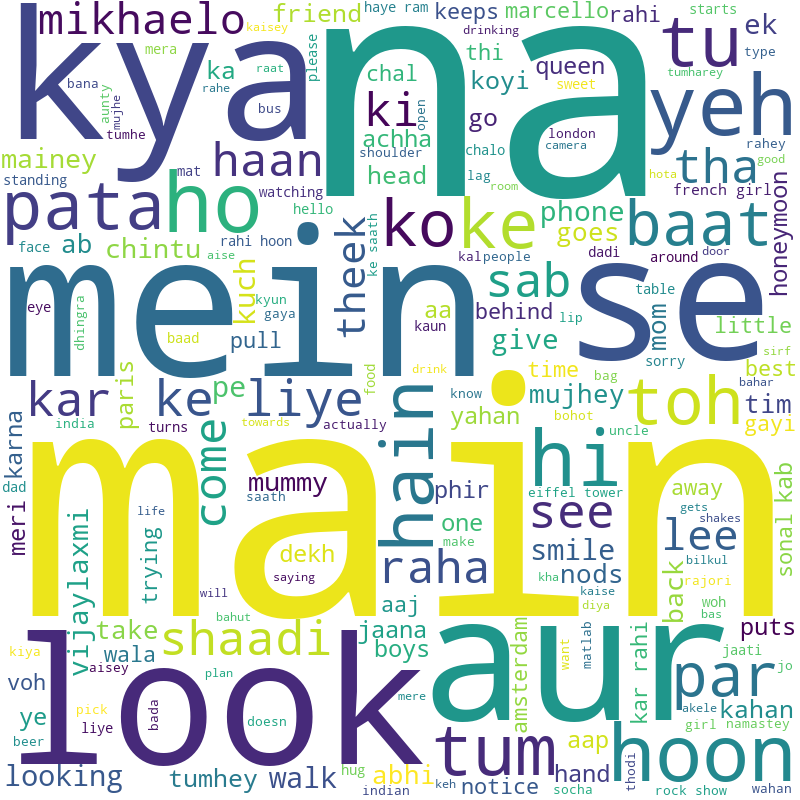 mikhaelo
kyaisey
kya
na
friend
haye ram
keeps
marcello
rahi
starts
ek
drinking
tu
thi
koyi
queen
type
mera
ka
raat
please
chal
ki
achha
go
sweet
tumharey
yeh
bana
aunty
mujhe
rahe
bus
tumhe
open
london
camera
rahey
good
mainey
haan
shoulder
chalo
tha
standing
mat
head
lag
room
hota
french girl
pata
ho
watching
hello
ko
ke
phone
goes
baat
honeymoon
face
ab
chintu
rahi hoon
aise
theek
ke saath
kal
people
dadi
around
door
mein
se
eye
dhingra
kuch
kyun
gaya
baad
pull
aa
kaun
sab
behind
give
lip
table
mom
sorry
little
sirf
best
bahar
kar
ke
liye
pe
food
drink
know
time
bag
mujhey
toh
tim
gayi
paris
india
turns
towards
actually
yahan
bohot
uncle
karna
come
hain
hi
main
dad
meri
vijaylaxmi
trying
life
mummy
saath
saying
phir
one
make
eiffel tower
see
away
gets
shakes
lee
sonal kab
dekh
raha
smile
nods
kha
kaise
diya
back
bilkul
rajori
woh
bas
will
bahut
aaj
take
shaadi
jaana
boys
puts
kiya
aisey
wala
look
aur
amsterdam
want
matlab
kar rahi
par
jaati
jo
voh
plan
pick
mere
akele
kahan
ye
liye
bada
doesn
girl
namastey
beer
tum
aap
hoon
looking
tumhey
walk
hug
abhi
indian
keh
notice
hand
socha
thodi
rock show
wahan